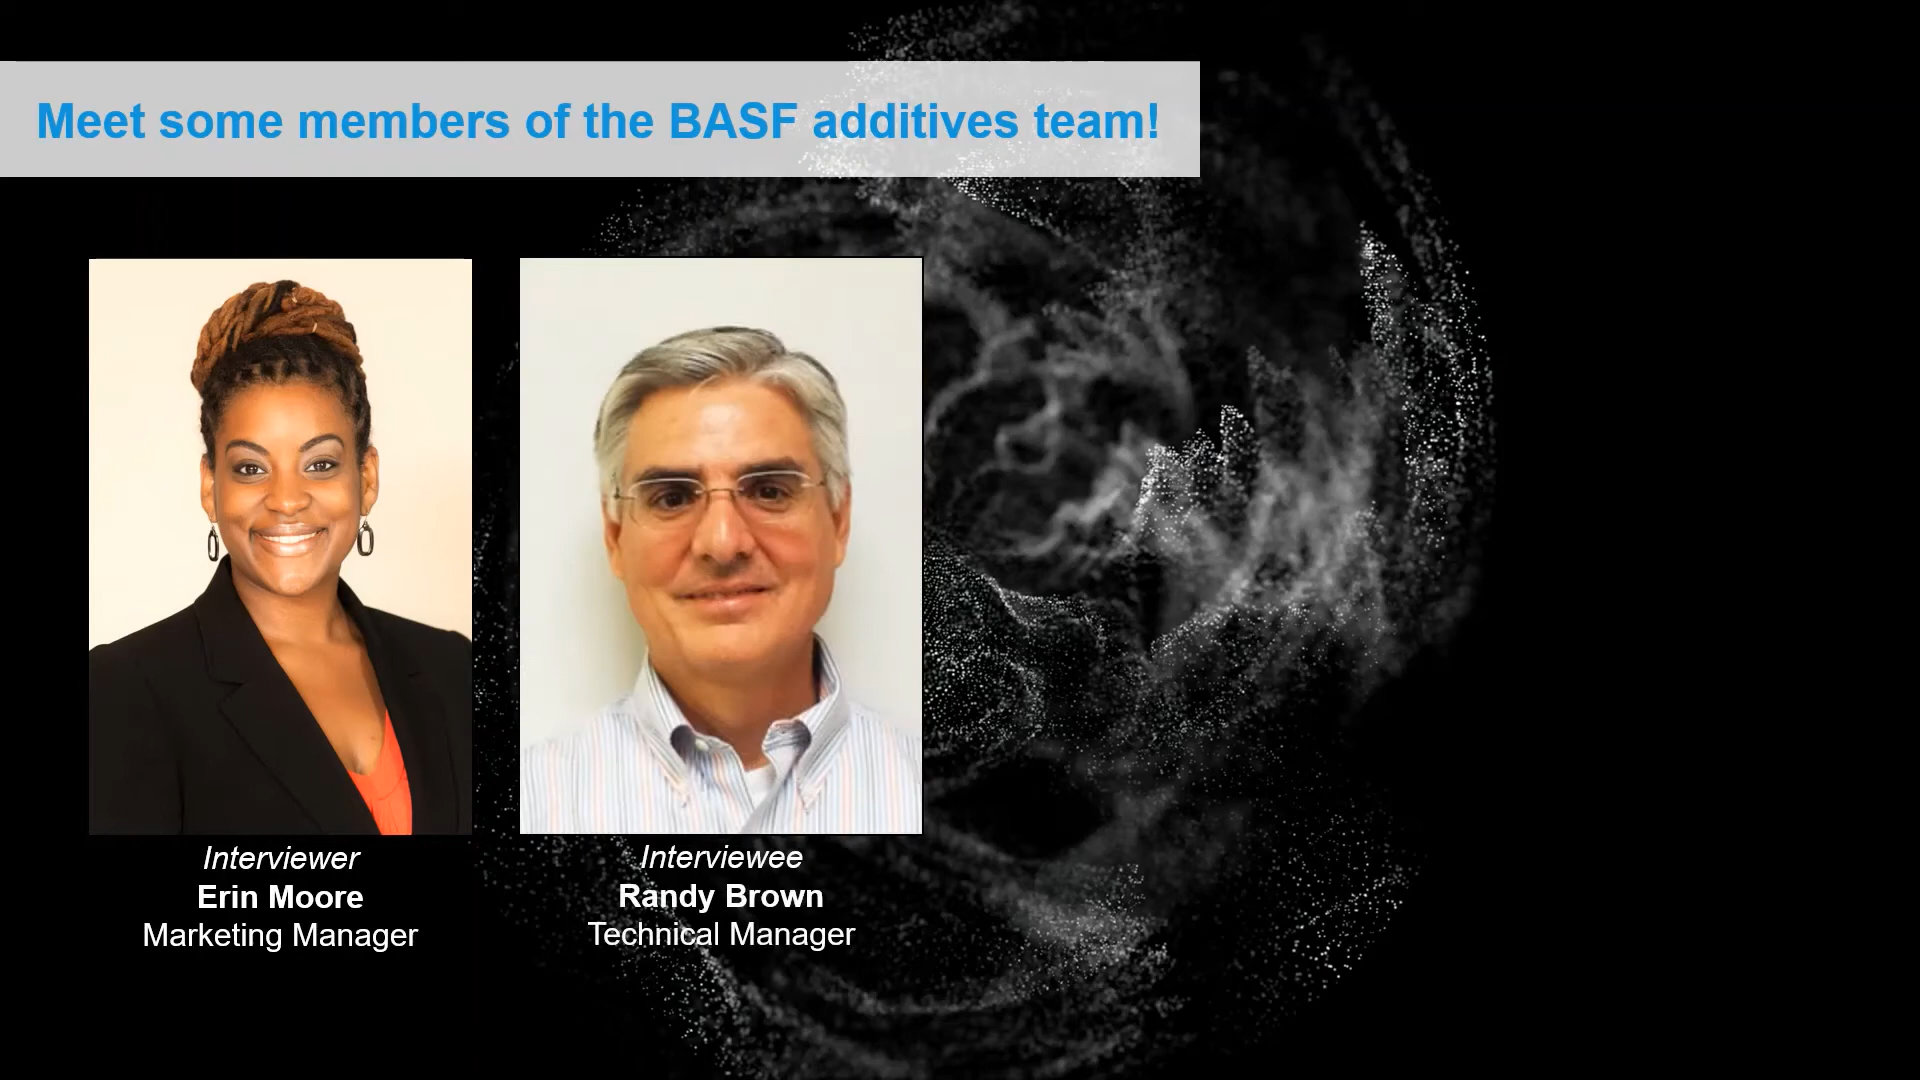 Meet some members of the BASF additives team!
Interviewer
Erin Moore
Marketing Manager
Interviewee
Randy Brown
Technical Manager